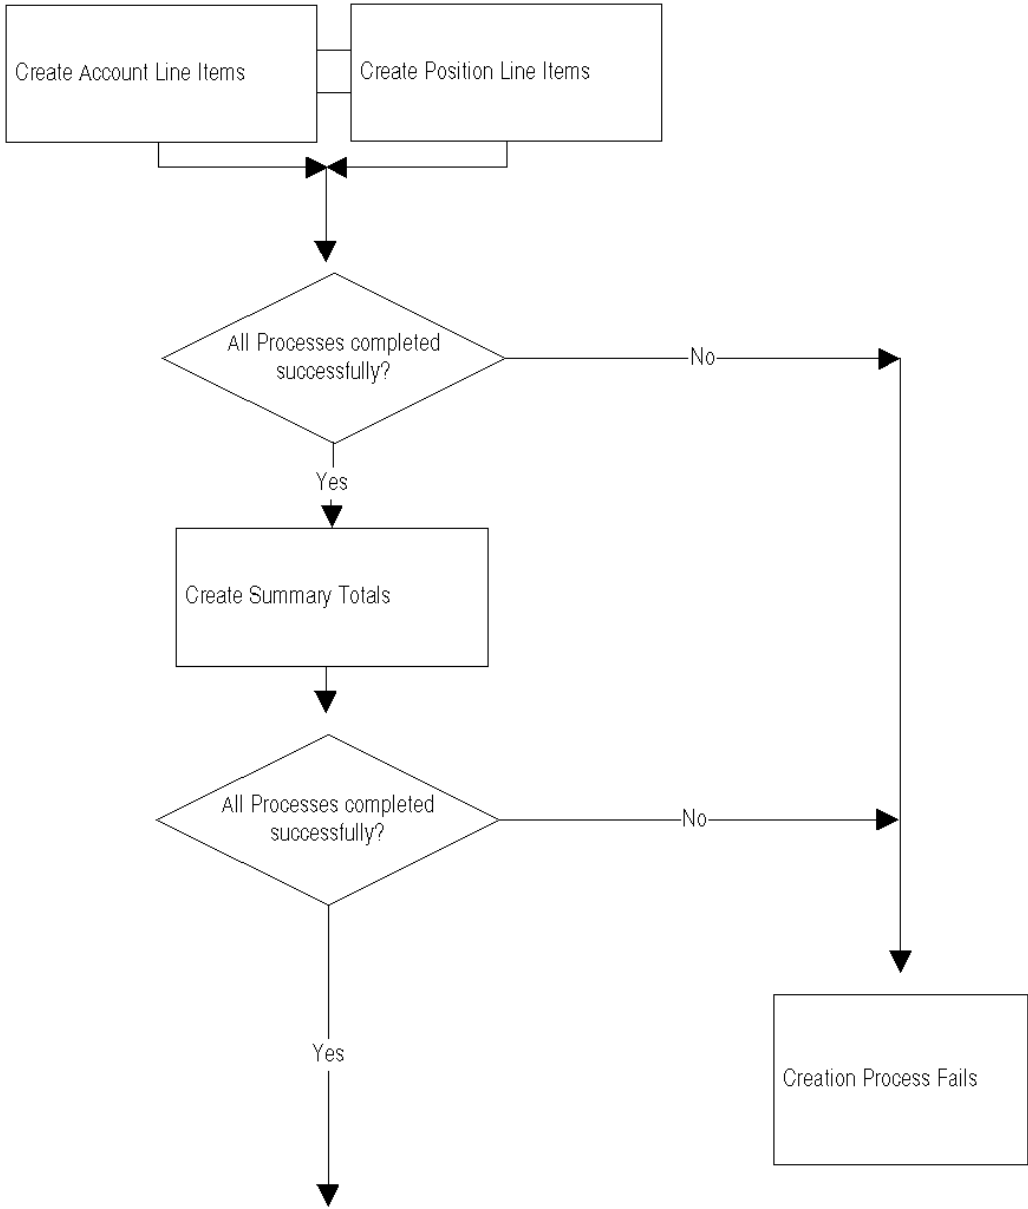 Create Account Line Items
Create Position Line Items
All Processes completed
successfully?
No
Yes
Create Summary Totals
All Processes completed
successfully?
No
Yes
Creation Process Fails